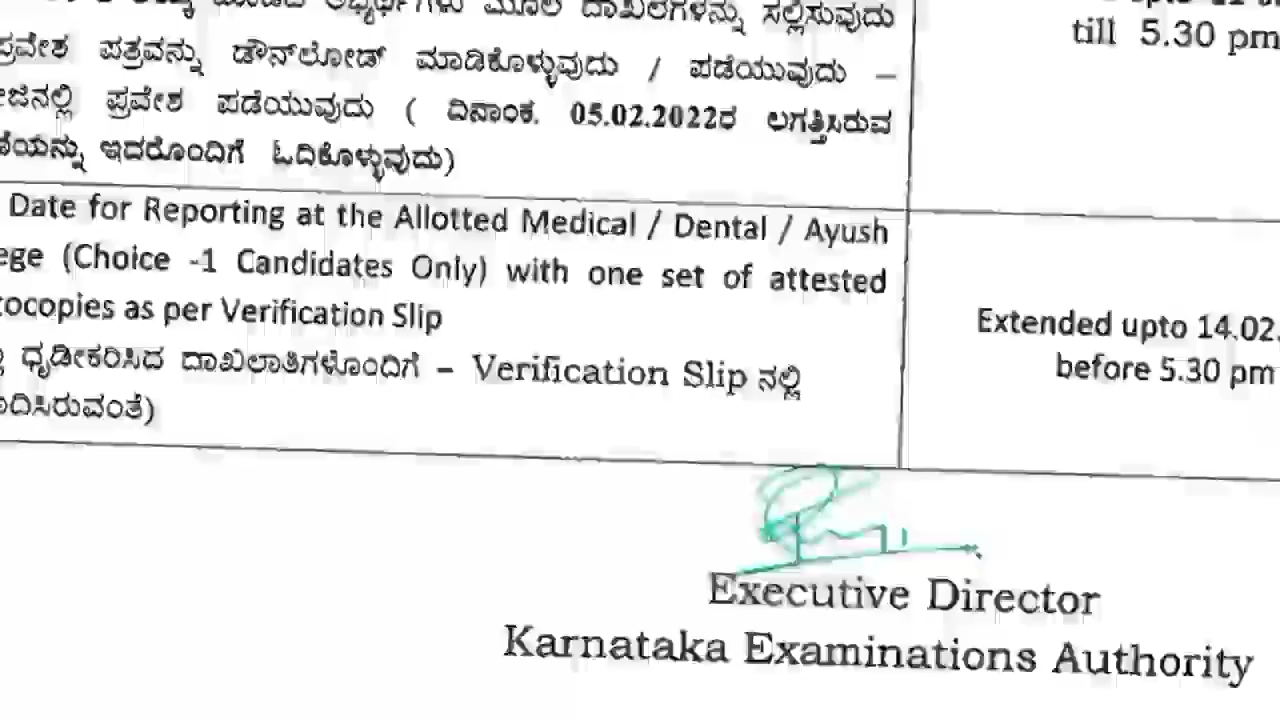 ಮೂಲ ದಾಖಲೆಗಳನ್ನು ಸಲ್ಲಿಸುವುದು
till 5.30 pm
ಪ್ರವೇಶ ಪತ್ರವನ್ನು ಡೌನ್‌ಲೋಡ್ ಮಾಡಿಕೊಳ್ಳುವುದು / ಪಡೆಯುವುದು –
ಪ್ರವೇಶ ಪಡೆಯುವುದು ( ದಿನಾಂಕ. 05.02.2022ರ ಲಗತ್ತಿಸಿರುವ
ಇದರೊಂದಿಗೆ ಓದಿಕೊಳ್ಳುವುದು)
Date for Reporting at the Allotted Medical / Dental / Ayush
ege (Choice -1 Candidates Only) with one set of attested
tocopies as per Verification Slip
ಧೃಡೀಕರಿಸಿದ ದಾಖಲಾತಿಗಳೊಂದಿಗೆ – Verification Slip ನಲ್ಲಿ
ದಿಸಿರುವಂತೆ)
Extended upto 14.02.
before 5.30 pm
Executive Director
Karnataka Examinations Authority